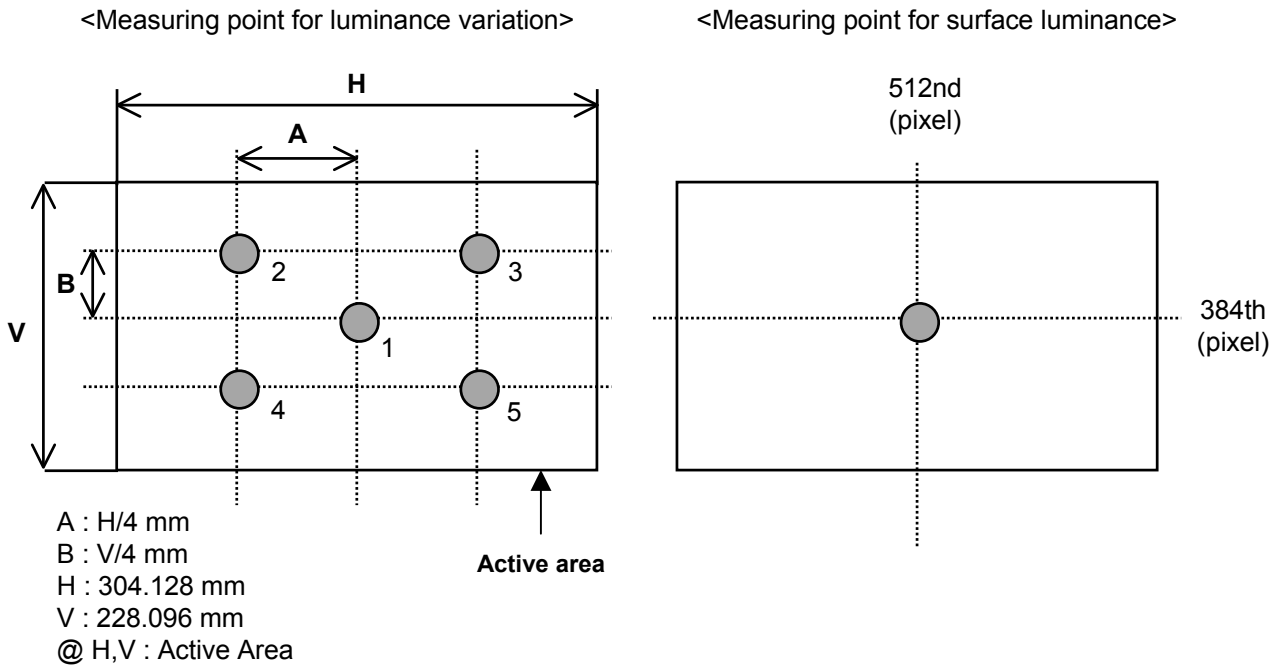 <Measuring point for luminance variation>
<Measuring point for surface luminance>
H
A
B
V
2
3
1
4
5
512nd
(pixel)
384th
(pixel)
A : H/4 mm
B : V/4 mm
H : 304.128 mm
V : 228.096 mm
@ H,V : Active Area
Active area